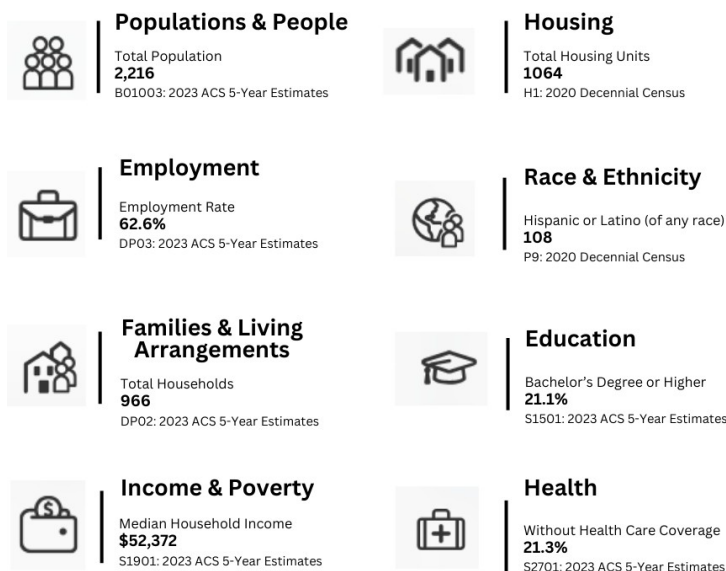 Populations & People
Total Population
2,216
B01003: 2023 ACS 5-Year Estimates
Housing
Total Housing Units
1064
H1: 2020 Decennial Census
Employment
Employment Rate
62.6%
DP03: 2023 ACS 5-Year Estimates
Race & Ethnicity
Hispanic or Latino (of any race)
108
P9: 2020 Decennial Census
Families & Living
Arrangements
Total Households
966
DP02: 2023 ACS 5-Year Estimates
Education
Bachelor’s Degree or Higher
21.1%
S1501: 2023 ACS 5-Year Estimates
Income & Poverty
Median Household Income
$52,372
S1901: 2023 ACS 5-Year Estimates
Health
Without Health Care Coverage
21.3%
S2701: 2023 ACS 5-Year Estimates